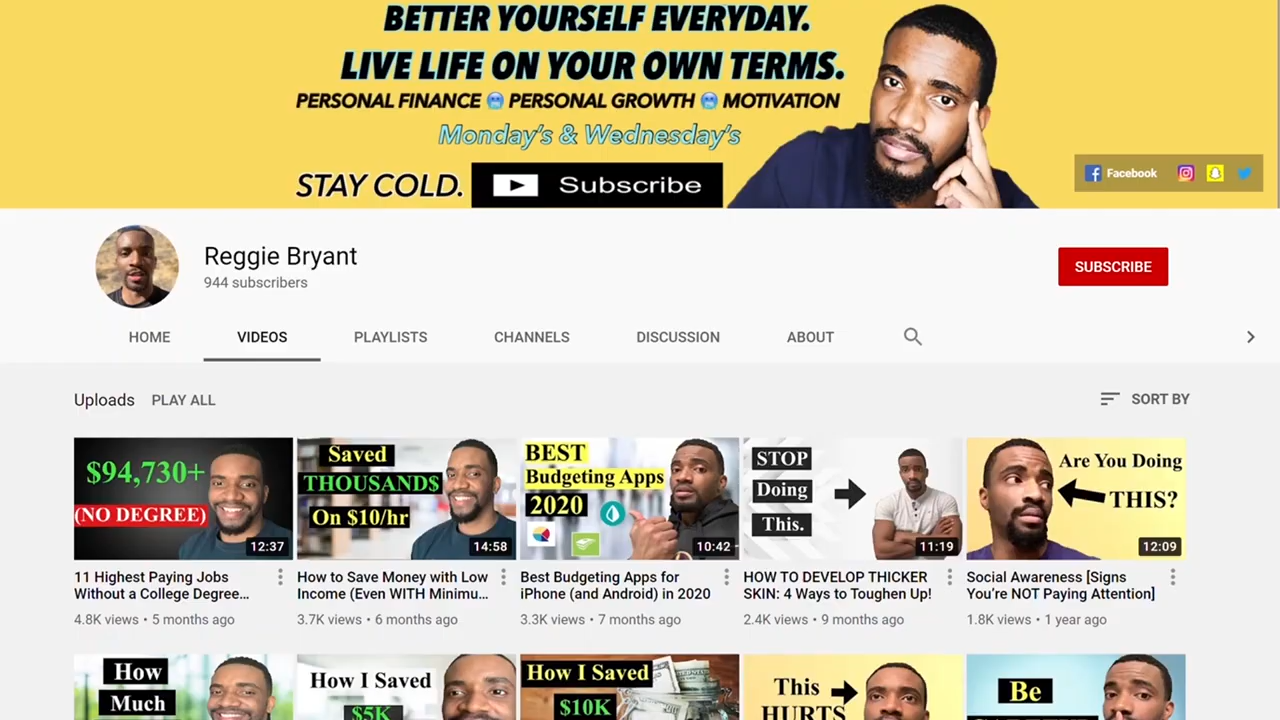 BETTER YOURSELF EVERYDAY.
LIVE LIFE ON YOUR OWN TERMS.
PERSONAL FINANCE 🥶 PERSONAL GROWTH 🥶 MOTIVATION
Monday's & Wednesday's
STAY COLD.
Subscribe
Facebook
Reggie Bryant
944 subscribers
SUBSCRIBE
HOME
VIDEOS
PLAYLISTS
CHANNELS
DISCUSSION
ABOUT
Uploads
PLAY ALL
SORT BY
$94,730+
(NO DEGREE)
12:37
11 Highest Paying Jobs
Without a College Degree...
4.8K views • 5 months ago
Saved
THOUSAND$
On $10/hr
14:58
How to Save Money with Low
Income (Even WITH Minimu...
3.7K views • 6 months ago
BEST
Budgeting Apps
2020
10:42
Best Budgeting Apps for
iPhone (and Android) in 2020
3.3K views • 7 months ago
STOP
Doing
This.
11:19
HOW TO DEVELOP THICKER
SKIN: 4 Ways to Toughen Up!
2.4K views • 9 months ago
Are You Doing
THIS?
12:09
Social Awareness [Signs
You're NOT Paying Attention]
1.8K views • 1 year ago
How
Much
How I Saved
$5K
How I Saved
$10K
This
HURTS
Be